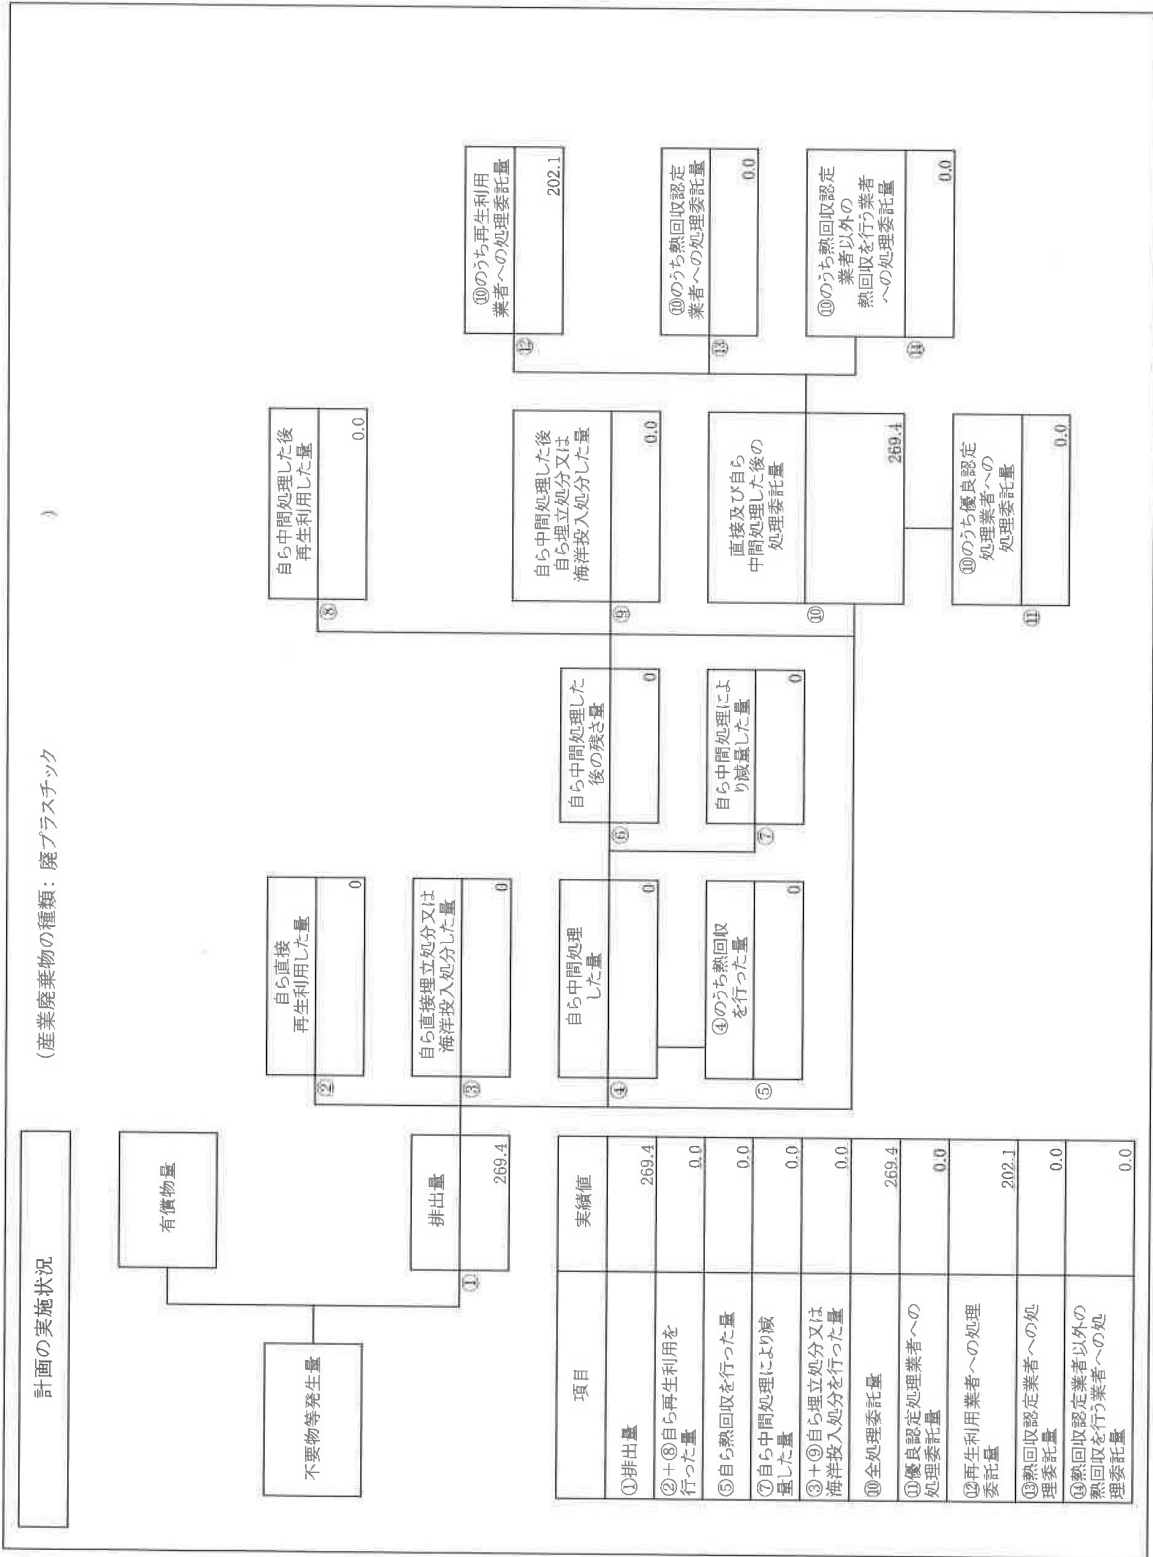 計画の実施状況
（産業廃棄物の種類：廃プラスチック　　　　）
不要物等発生量
有償物量
①
排出量
269.4
②
自ら直接
再生利用した量
0
③
自ら直接埋立処分又は
海洋投入処分した量
0
④
自ら中間処理
した量
0
⑤
④のうち熱回収
を行った量
0
⑥
自ら中間処理した
後の残さ量
0
⑦
自ら中間処理によ
り減量した量
0
⑧
自ら中間処理した後
再生利用した量
0.0
⑨
自ら中間処理した後
自ら埋立処分又は
海洋投入処分した量
0.0
⑩
直接及び自ら
中間処理した後の
処理委託量
269.4
⑪
⑩のうち優良認定
処理業者への
処理委託量
0.0
⑫
⑩のうち再生利用
業者への処理委託量
202.1
⑬
⑩のうち熱回収認定
業者への処理委託量
0.0
⑭
⑩のうち熱回収認定
業者以外の
熱回収を行う業者
への処理委託量
0.0
項目 実績値
①排出量 269.4
②＋⑧自ら再生利用を
行った量 0.0
⑤自ら熱回収を行った量 0.0
⑦自ら中間処理により減
量した量 0.0
③＋⑨自ら埋立処分又は
海洋投入処分を行った量 0.0
⑩全処理委託量 269.4
⑪優良認定処理業者への
処理委託量 0.0
⑫再生利用業者への処理
委託量 202.1
⑬熱回収認定業者への処
理委託量 0.0
⑭熱回収認定業者以外の
熱回収を行う業者への処
理委託量 0.0